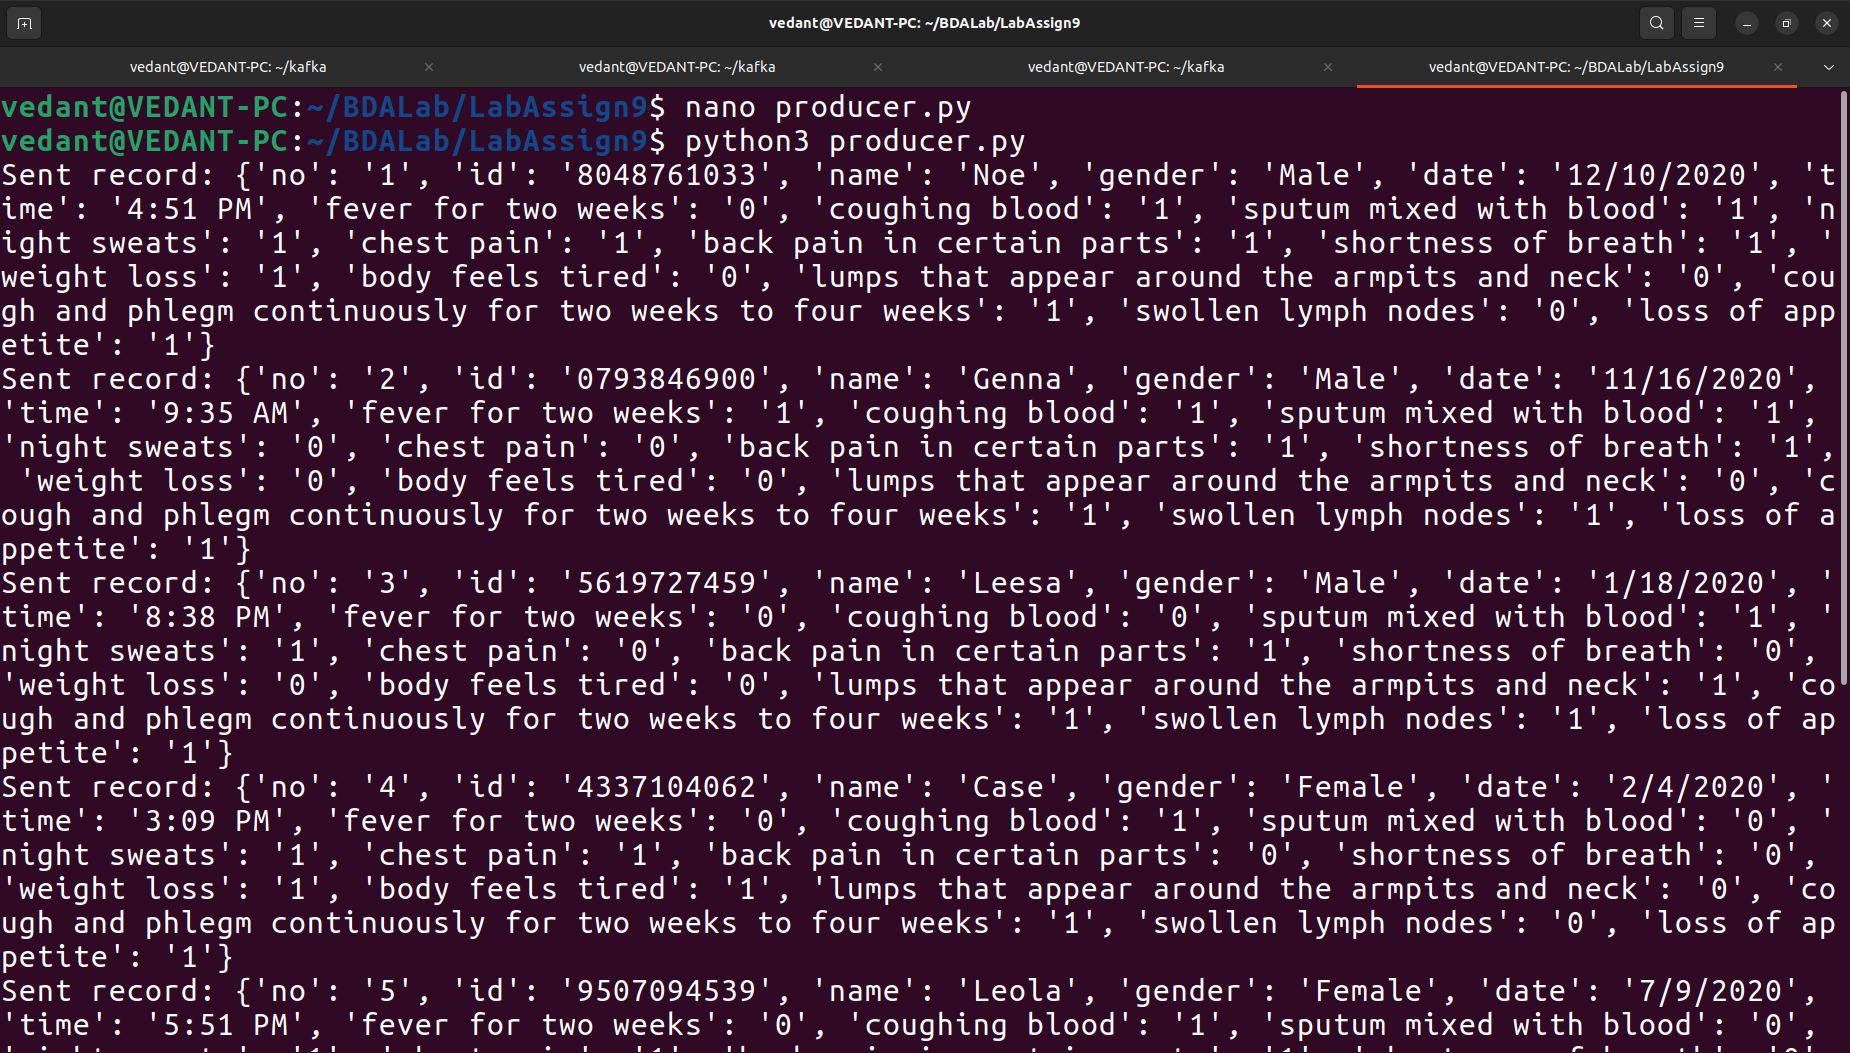 vedant@VEDANT-PC: ~/BDALab/LabAssign9
vedant@VEDANT-PC: ~/kafka
vedant@VEDANT-PC: ~/kafka
vedant@VEDANT-PC: ~/kafka
vedant@VEDANT-PC: ~/BDALab/LabAssign9
vedant@VEDANT-PC:~/BDALab/LabAssign9$ nano producer.py
vedant@VEDANT-PC:~/BDALab/LabAssign9$ python3 producer.py
Sent record: {'no': '1', 'id': '8048761033', 'name': 'Noe', 'gender': 'Male', 'date': '12/10/2020', 't
ime': '4:51 PM', 'fever for two weeks': '0', 'coughing blood': '1', 'sputum mixed with blood': '1', 'n
ight sweats': '1', 'chest pain': '1', 'back pain in certain parts': '1', 'shortness of breath': '1', '
weight loss': '1', 'body feels tired': '0', 'lumps that appear around the armpits and neck': '0', 'cou
gh and phlegm continuously for two weeks to four weeks': '1', 'swollen lymph nodes': '0', 'loss of app
etite': '1'}
Sent record: {'no': '2', 'id': '0793846900', 'name': 'Genna', 'gender': 'Male', 'date': '11/16/2020',
'time': '9:35 AM', 'fever for two weeks': '1', 'coughing blood': '1', 'sputum mixed with blood': '1',
'night sweats': '0', 'chest pain': '0', 'back pain in certain parts': '1', 'shortness of breath': '1',
 'weight loss': '0', 'body feels tired': '0', 'lumps that appear around the armpits and neck': '0', 'c
ough and phlegm continuously for two weeks to four weeks': '1', 'swollen lymph nodes': '1', 'loss of a
ppetite': '1'}
Sent record: {'no': '3', 'id': '5619727459', 'name': 'Leesa', 'gender': 'Male', 'date': '1/18/2020', '
time': '8:38 PM', 'fever for two weeks': '0', 'coughing blood': '0', 'sputum mixed with blood': '1', '
night sweats': '1', 'chest pain': '0', 'back pain in certain parts': '1', 'shortness of breath': '0',
'weight loss': '0', 'body feels tired': '0', 'lumps that appear around the armpits and neck': '1', 'co
ugh and phlegm continuously for two weeks to four weeks': '1', 'swollen lymph nodes': '1', 'loss of ap
petite': '1'}
Sent record: {'no': '4', 'id': '4337104062', 'name': 'Case', 'gender': 'Female', 'date': '2/4/2020', '
time': '3:09 PM', 'fever for two weeks': '0', 'coughing blood': '1', 'sputum mixed with blood': '0', '
night sweats': '1', 'chest pain': '1', 'back pain in certain parts': '0', 'shortness of breath': '0',
'weight loss': '1', 'body feels tired': '1', 'lumps that appear around the armpits and neck': '0', 'co
ugh and phlegm continuously for two weeks to four weeks': '1', 'swollen lymph nodes': '0', 'loss of ap
petite': '1'}
Sent record: {'no': '5', 'id': '9507094539', 'name': 'Leola', 'gender': 'Female', 'date': '7/9/2020',
'time': '5:51 PM', 'fever for two weeks': '0', 'coughing blood': '1', 'sputum mixed with blood': '0',